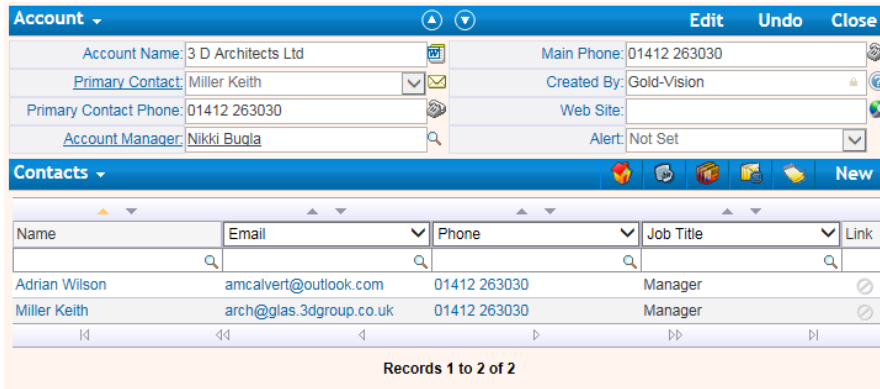 Account Edit Undo Close
Account Name: 3 D Architects Ltd Main Phone: 01412 263030
Primary Contact: Miller Keith Created By: Gold-Vision
Primary Contact Phone: 01412 263030 Web Site:
Account Manager: Nikki Bugla Alert: Not Set
Contacts New
Name Email Phone Job Title Link
Adrian Wilson amcalvert@outlook.com 01412 263030 Manager
Miller Keith arch@glas.3dgroup.co.uk 01412 263030 Manager
Records 1 to 2 of 2